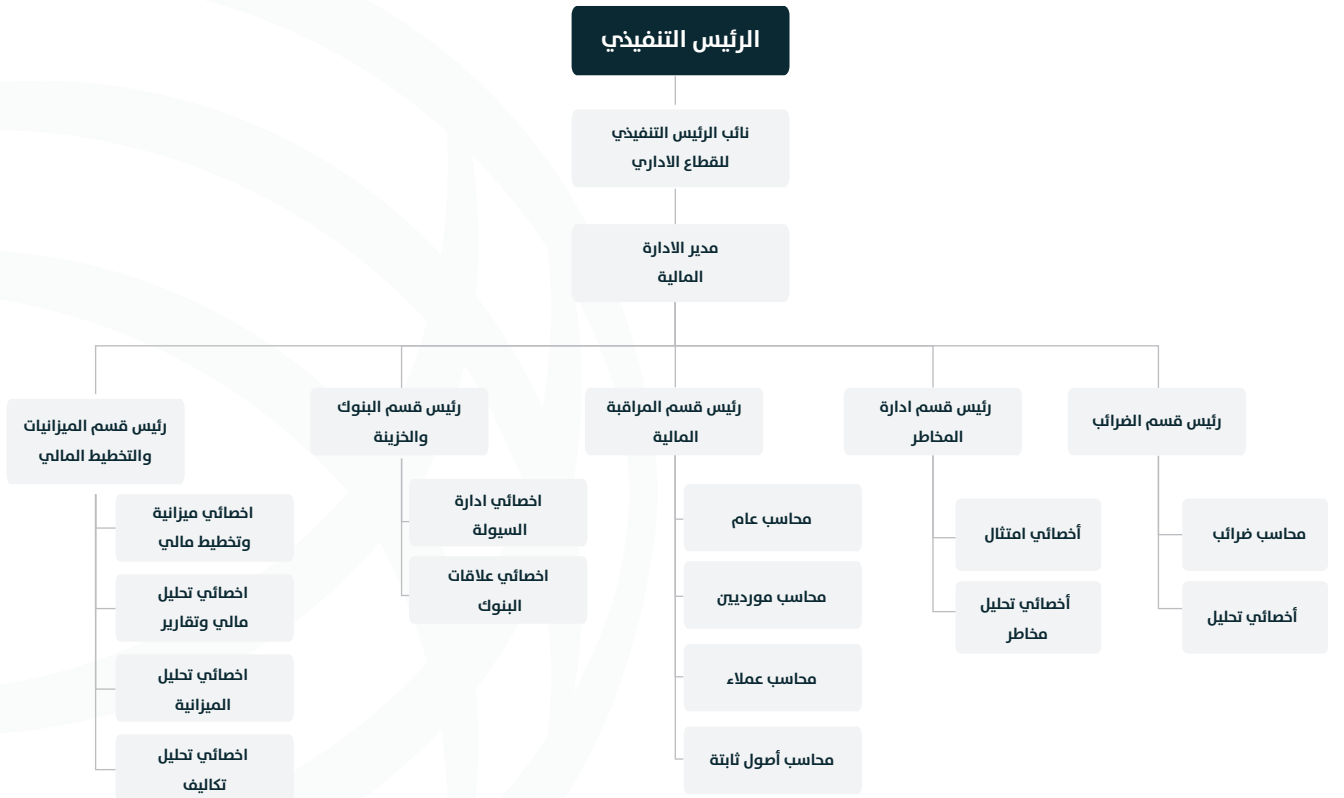 الرئيس التنفيذي
نائب الرئيس التنفيذي
للقطاع الاداري
مدير الادارة
المالية
رئيس قسم الضرائب
محاسب ضرائب
أخصائي تحليل
رئيس قسم ادارة
المخاطر
أخصائي امتثال
أخصائي تحليل
مخاطر
رئيس قسم المراقبة
المالية
محاسب عام
محاسب مورديين
محاسب عملاء
محاسب أصول ثابتة
رئيس قسم البنوك
والخزينة
اخصائي ادارة
السيولة
اخصائي علاقات
البنوك
رئيس قسم الميزانيات
والتخطيط المالي
اخصائي ميزانية
وتخطيط مالي
اخصائي تحليل
مالي وتقارير
اخصائي تحليل
الميزانية
اخصائي تحليل
تكاليف